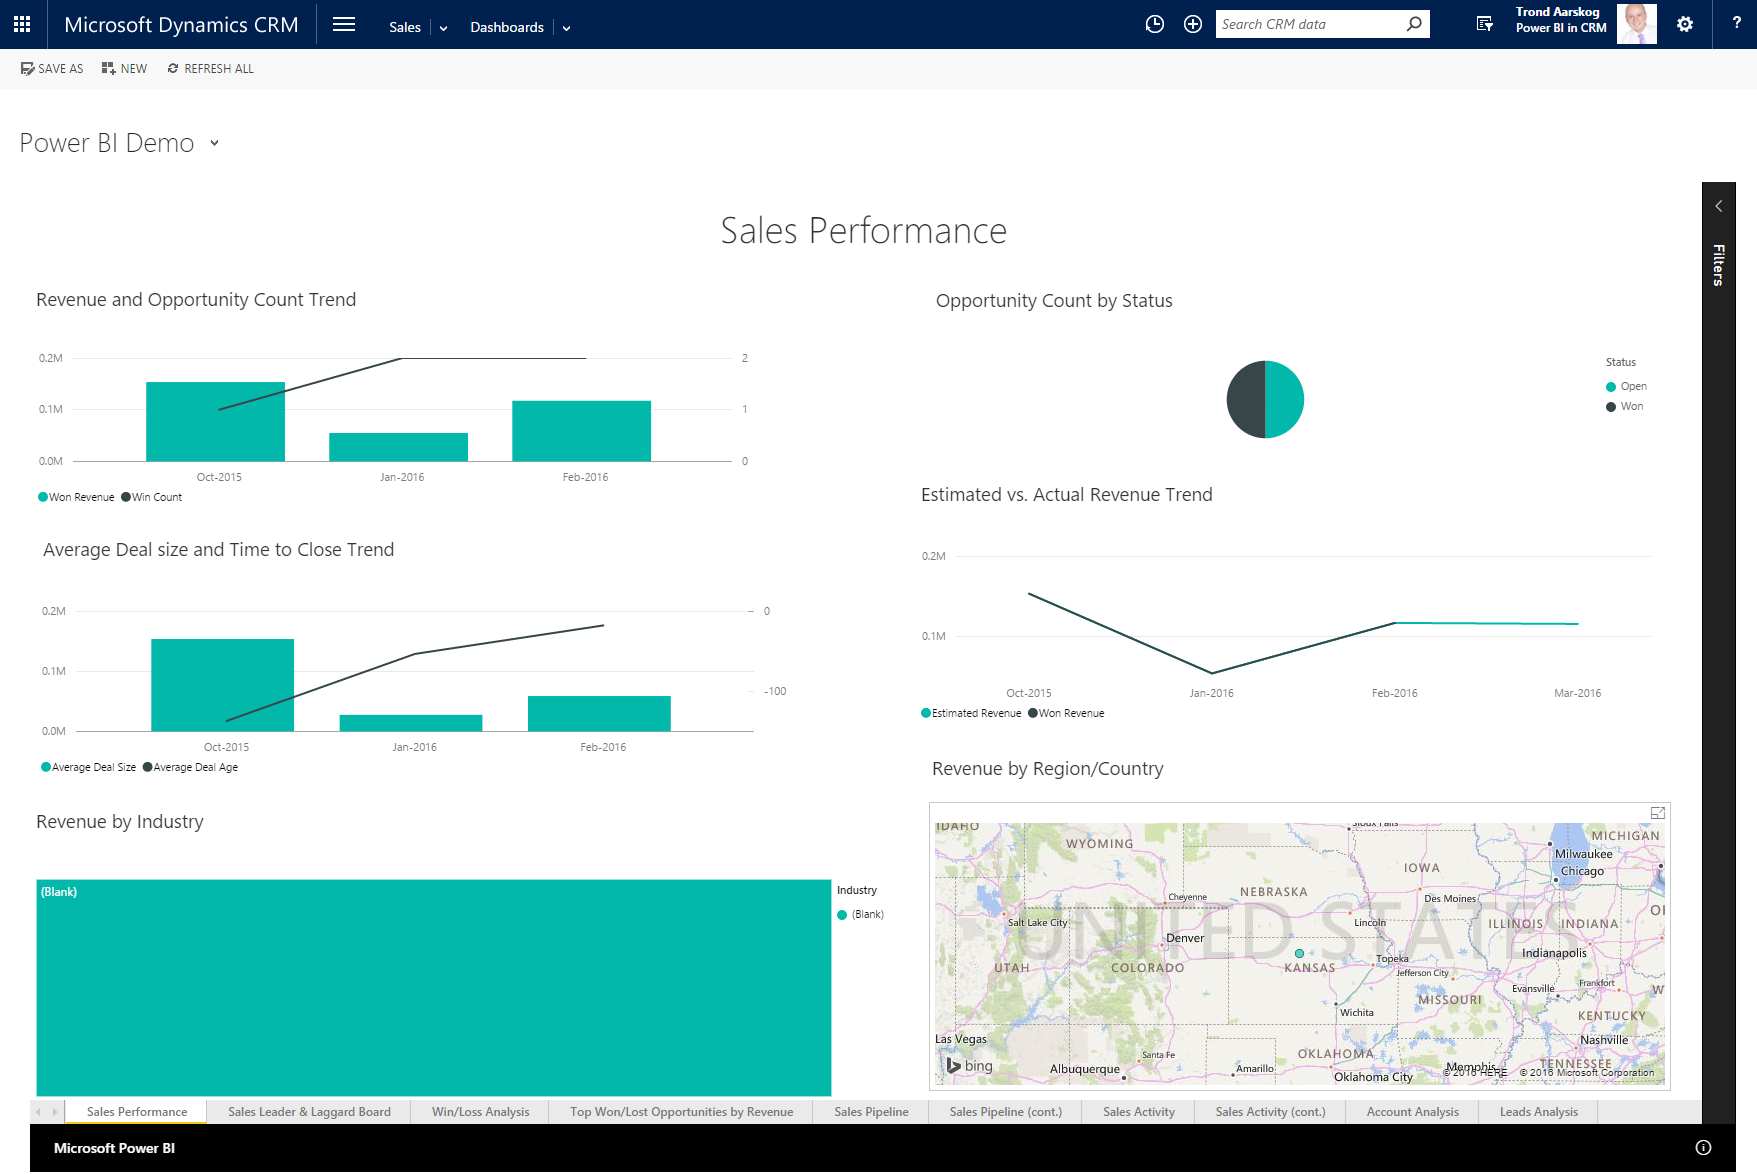 Microsoft Dynamics CRM
Sales
Dashboards
Search CRM data
Trond Aarskog
Power BI in CRM
?
SAVE AS
NEW
REFRESH ALL
Power BI Demo
Sales Performance
Filters
Revenue and Opportunity Count Trend
0.2M
0.1M
0.0M
2
1
0
Oct-2015 Jan-2016 Feb-2016
Won Revenue Win Count
Opportunity Count by Status
Status
Open
Won
Average Deal size and Time to Close Trend
0.2M
0.1M
0.0M
0
-100
Oct-2015 Jan-2016 Feb-2016
Average Deal Size Average Deal Age
Estimated vs. Actual Revenue Trend
0.2M
0.1M
Oct-2015 Jan-2016 Feb-2016 Mar-2016
Estimated Revenue Won Revenue
Revenue by Industry
(Blank)
Industry
(Blank)
Revenue by Region/Country
IDAHO
Sioux Falls
MICHIGAN
WYOMING
Milwaukee
IOWA
Chicago
NEBRASKA
Cheyenne
Des Moines
Salt Lake City
Lincoln
ILLINOIS
INDIANA
UNITED STATES
Denver
Indianapolis
UTAH
COLORADO
KANSAS
Topeka
Jefferson City
Evansville
Frankfort
MISSOURI
Wichita
KENTUCKY
Las Vegas
Nashville
Santa Fe
OKLAHOMA
TENNESSEE
bing
Albuquerque
Amarillo
Oklahoma City
Memphis
© 2016 HERE
© 2016 Microsoft Corporation
Sales Performance
Sales Leader & Laggard Board
Win/Loss Analysis
Top Won/Lost Opportunities by Revenue
Sales Pipeline
Sales Pipeline (cont.)
Sales Activity
Sales Activity (cont.)
Account Analysis
Leads Analysis
Microsoft Power BI